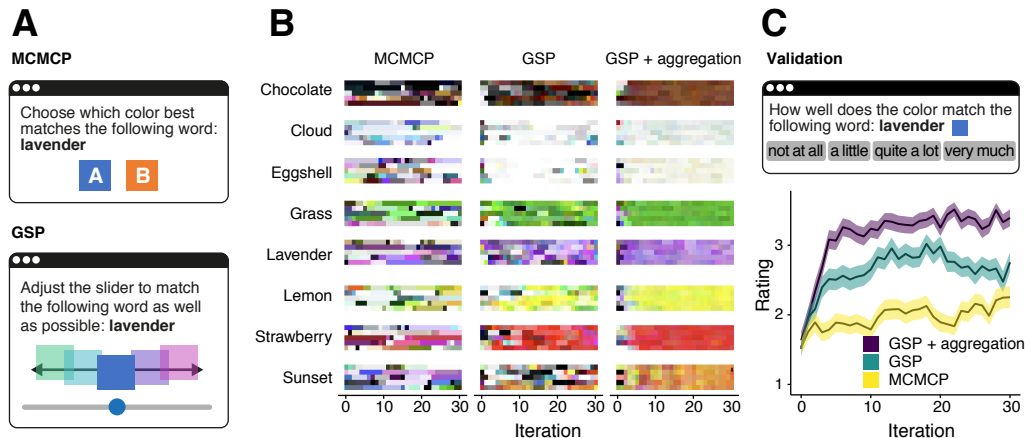 A
MCMCP
Choose which color best
matches the following word:
lavender
A B
GSP
Adjust the slider to match
the following word as well
as possible: lavender
B
MCMCP GSP GSP + aggregation
Chocolate
Cloud
Eggshell
Grass
Lavender
Lemon
Strawberry
Sunset
0 10 20 30 0 10 20 30 0 10 20 30
Iteration
C
Validation
How well does the color match the
following word: lavender
not at all a little quite a lot very much
Rating
3
2
1
GSP + aggregation
GSP
MCMCP
0 10 20 30
Iteration